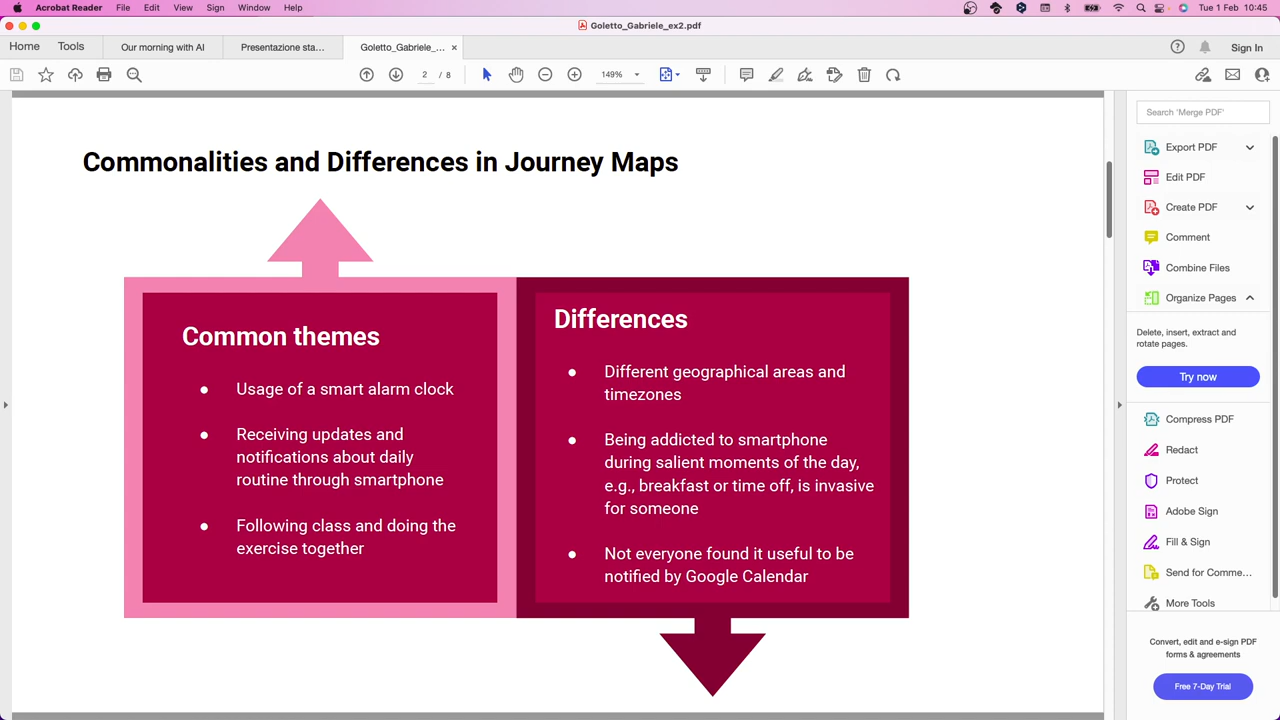 Acrobat Reader File Edit View Sign Window Help Tue 1 Feb 10:45
Goletto_Gabriele_ex2.pdf
Home Tools Our morning with AI Presentazione sta... Goletto_Gabriele_... × Sign In
2 / 8 149%
Commonalities and Differences in Journey Maps
Common themes
● Usage of a smart alarm clock
● Receiving updates and
notifications about daily
routine through smartphone
● Following class and doing the
exercise together
Differences
● Different geographical areas and
timezones
● Being addicted to smartphone
during salient moments of the day,
e.g., breakfast or time off, is invasive
for someone
● Not everyone found it useful to be
notified by Google Calendar
Search 'Merge PDF'
Export PDF
Edit PDF
Create PDF
Comment
Combine Files
Organize Pages
Delete, insert, extract and
rotate pages.
Try now
Compress PDF
Redact
Protect
Adobe Sign
Fill & Sign
Send for Comme...
More Tools
Convert, edit and e-sign PDF
forms & agreements
Free 7-Day Trial